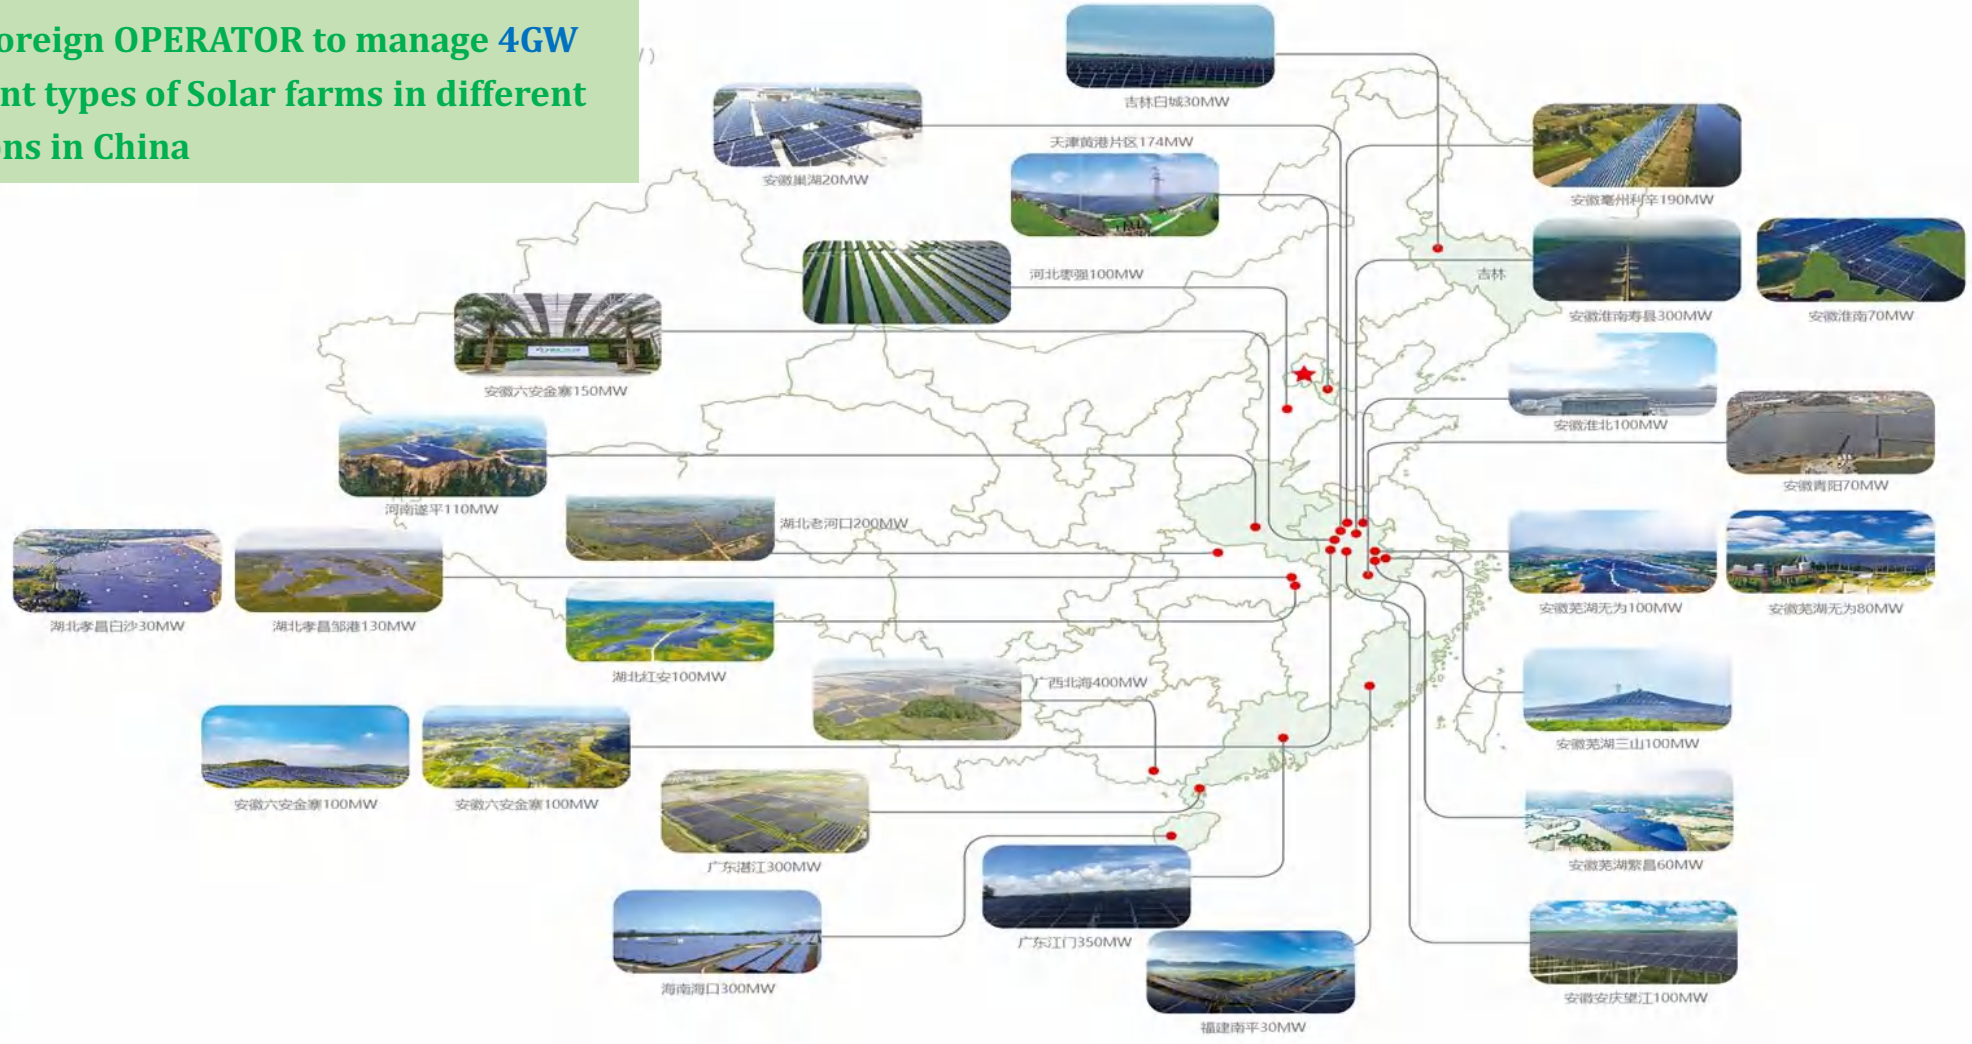 oreign OPERATOR to manage 4GW
nt types of Solar farms in different
ns in China
吉林白城30MW
安徽巢湖20MW
天津黄港片区174MW
安徽亳州利辛190MW
河北枣强100MW
吉林
安徽淮南寿县300MW
安徽淮南70MW
安徽六安金寨150MW
安徽淮北100MW
安徽青阳70MW
河南遂平110MW
湖北老河口200MW
湖北孝昌白沙30MW
湖北孝昌邹港130MW
安徽芜湖无为100MW
安徽芜湖无为80MW
湖北红安100MW
广西北海400MW
安徽芜湖三山100MW
安徽六安金寨100MW
安徽六安金寨100MW
广东湛江300MW
安徽芜湖繁昌60MW
广东江门350MW
海南海口300MW
安徽安庆望江100MW
福建南平30MW